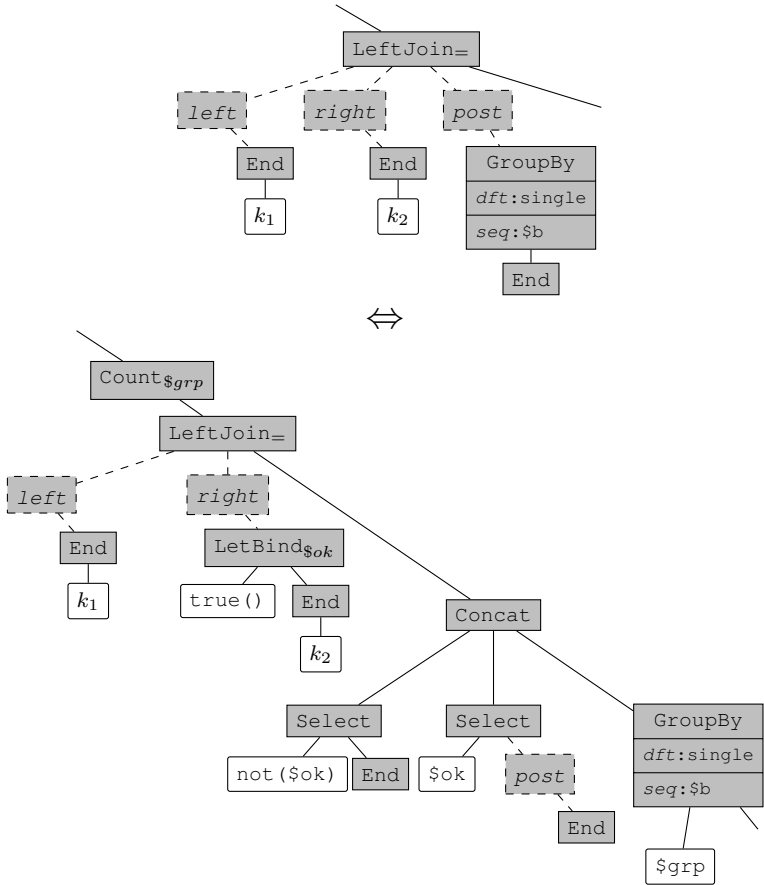 LeftJoin=
left right post
End End GroupBy
dft:single
k1 k2 seq:$b
End
⇔
Count$grp
LeftJoin=
left right
End LetBind$ok
k1 true() End
Concat
k2
Select Select GroupBy
dft:single
not($ok) End $ok post seq:$b
End
$grp